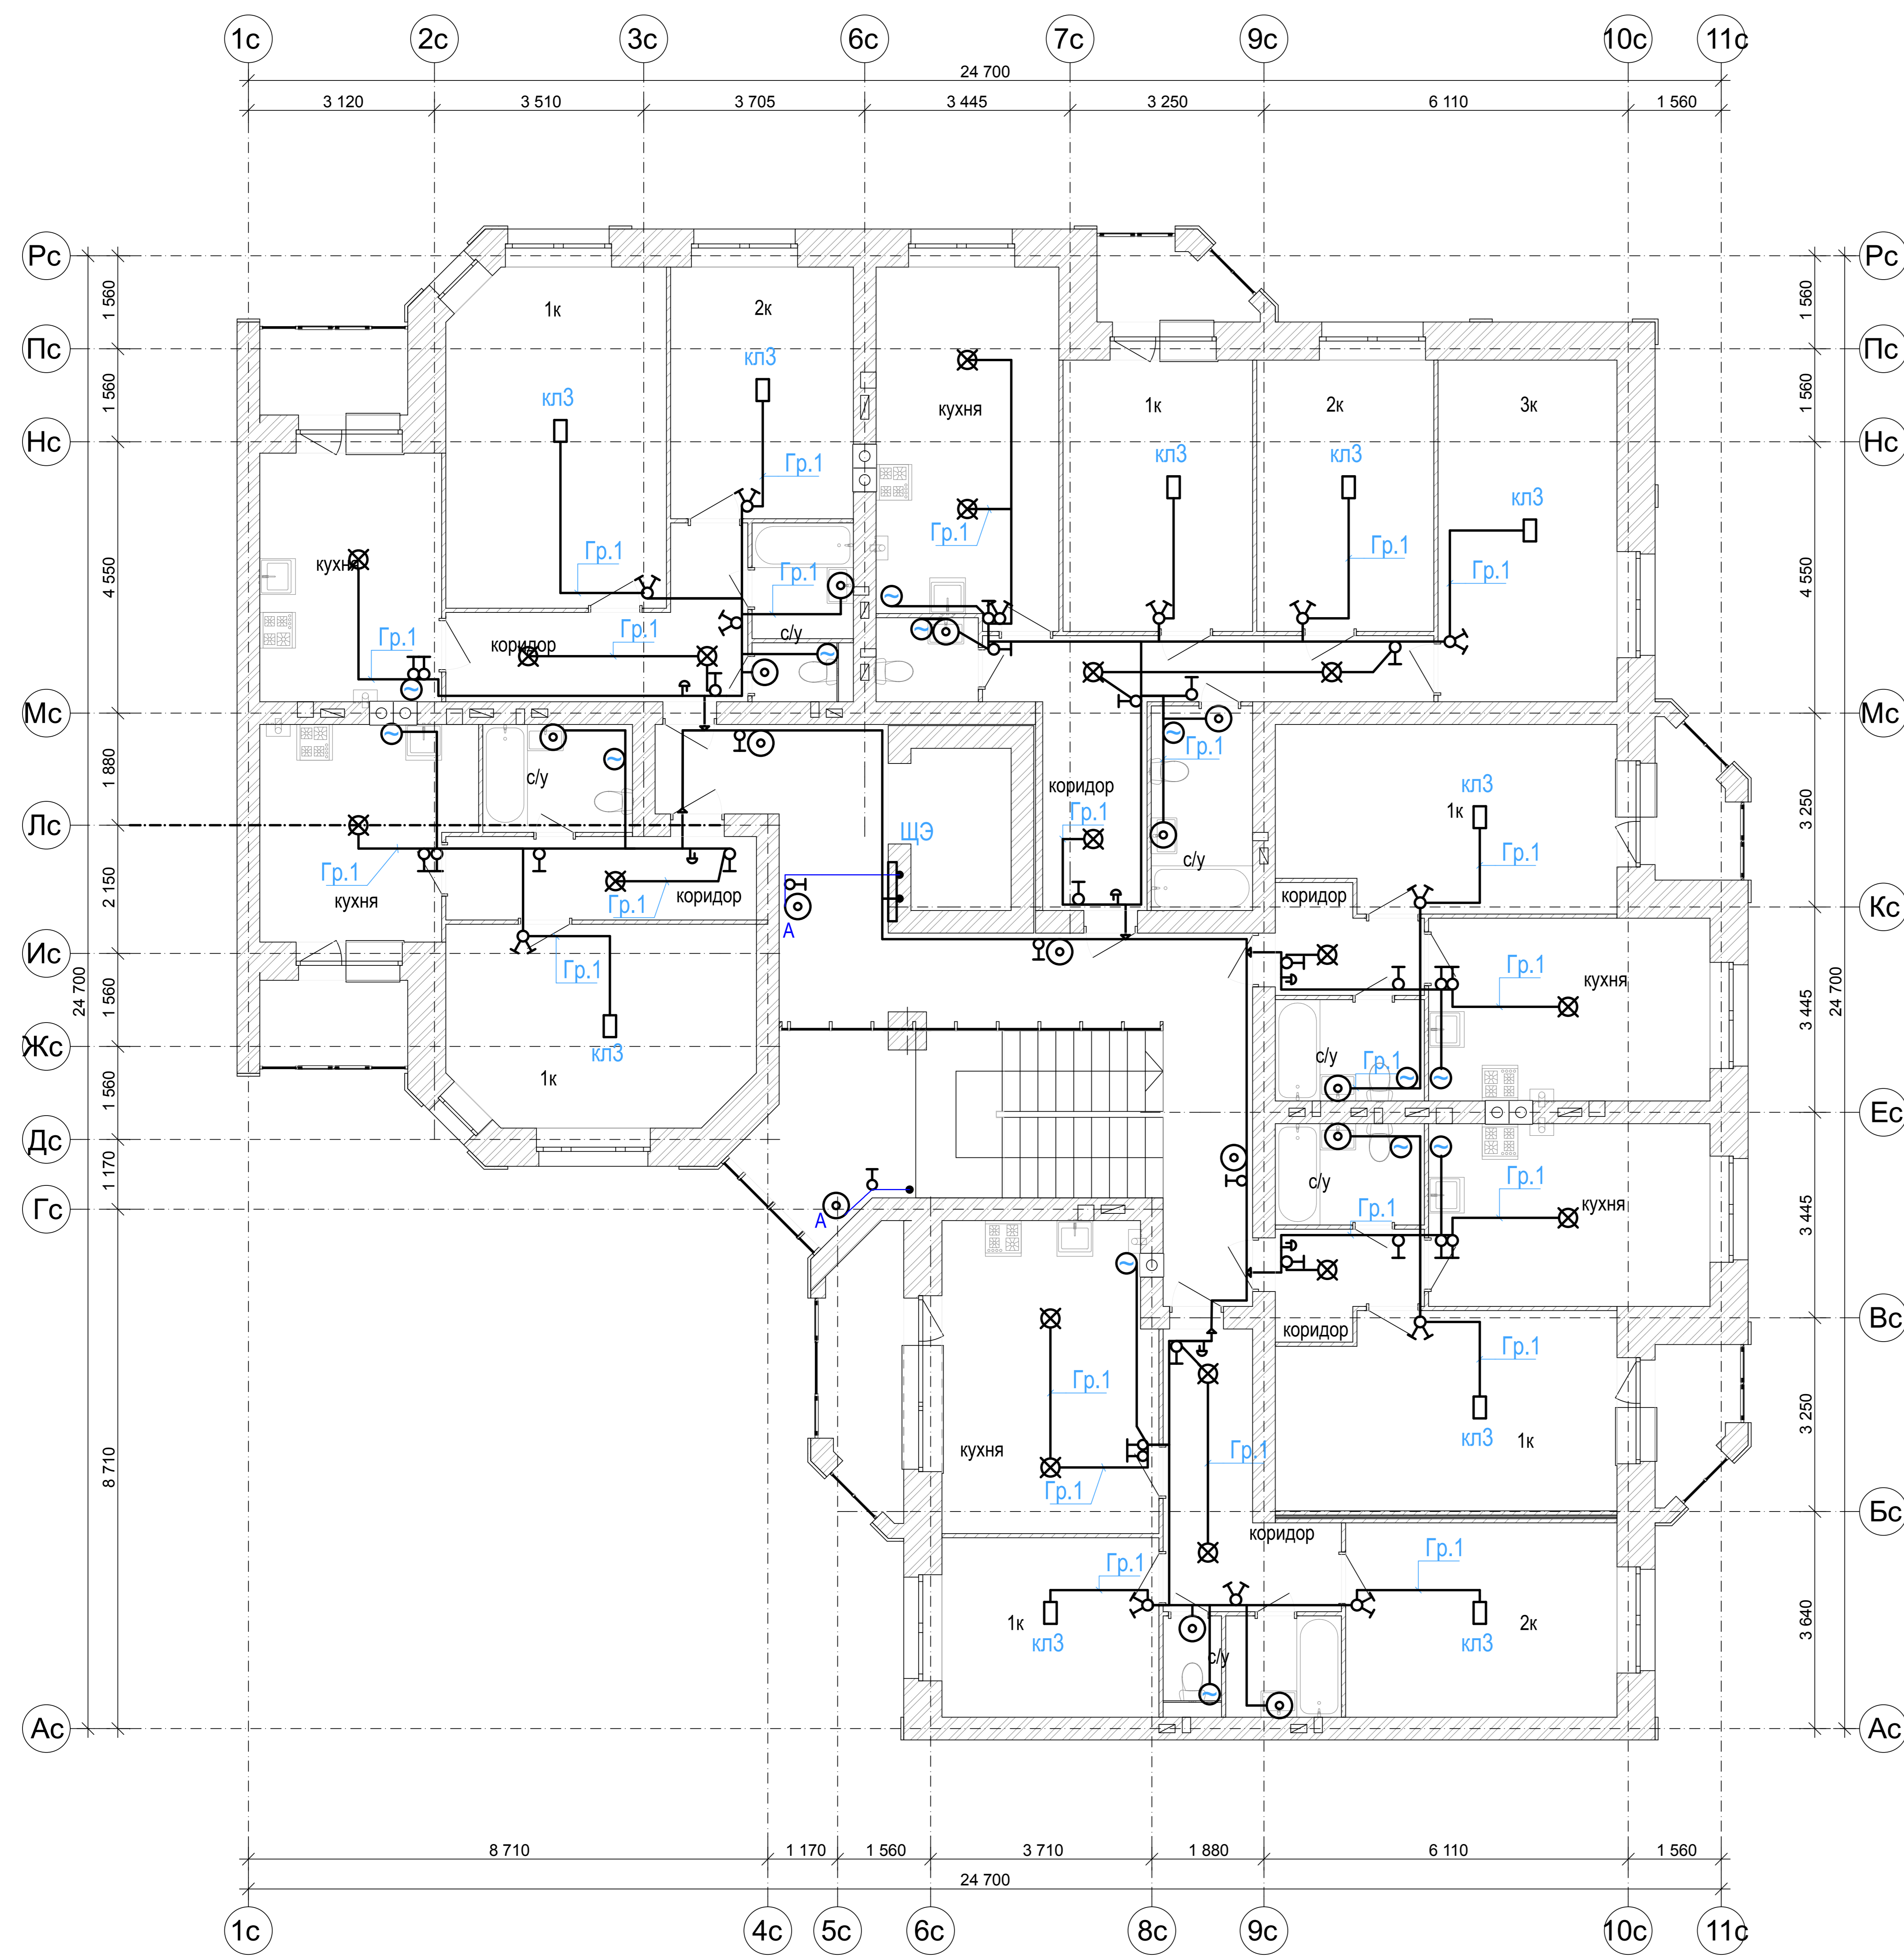 1с 2с 3с 6с 7с 9с 10с 11с
24 700
3 120 3 510 3 705 3 445 3 250 6 110 1 560
Рс Рс
1 560 1 560
1к 2к
Пс Пс
кл3 кл3
1 560 кухня 1к 2к 3к 1 560
Нс Нс
Гр.1 кл3 кл3 кл3
Гр.1 Гр.1
кухня Гр.1 Гр.1 Гр.1
4 550 4 550
Гр.1 коридор Гр.1 с/у
Мс Мс
1 880 с/у коридор Гр.1 кл3 3 250
Гр.1 1к
Лс ЩЭ
Гр.1 с/у Гр.1
2 150 кухня Гр.1 коридор коридор
Кс
А
Ис
24 700 1 560 Гр.1 Гр.1 кухня 3 445 24 700
Жс кл3
1к с/у Гр.1
1 560
Ес
Дс
1 170 с/у Гр.1 кухня 3 445
Гс А Гр.1
Вс
коридор
Гр.1 Гр.1
3 250
8 710 кухня Гр.1 кл3 1к
Гр.1
Бс
коридор
Гр.1 Гр.1
1к 2к 3 640
кл3 кл3
с/у
Ас Ас
8 710 1 170 1 560 3 710 1 880 6 110 1 560
24 700
1с 4с 5с 6с 8с 9с 10с 11с